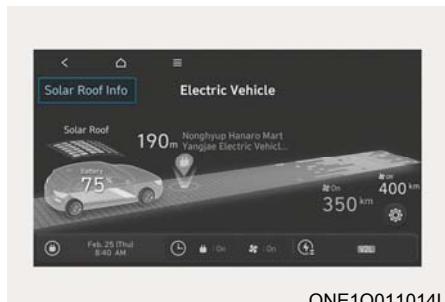 Solar Roof Info
Electric Vehicle
Solar Roof
Battery
75%
190m
Nonghyup Hanaro Mart
Yangjae Electric Vehicl...
On
350 km
On
400 km
Feb. 25 (Thu)
8:40 AM
: On
: On
V2L
ONE1Q011014L